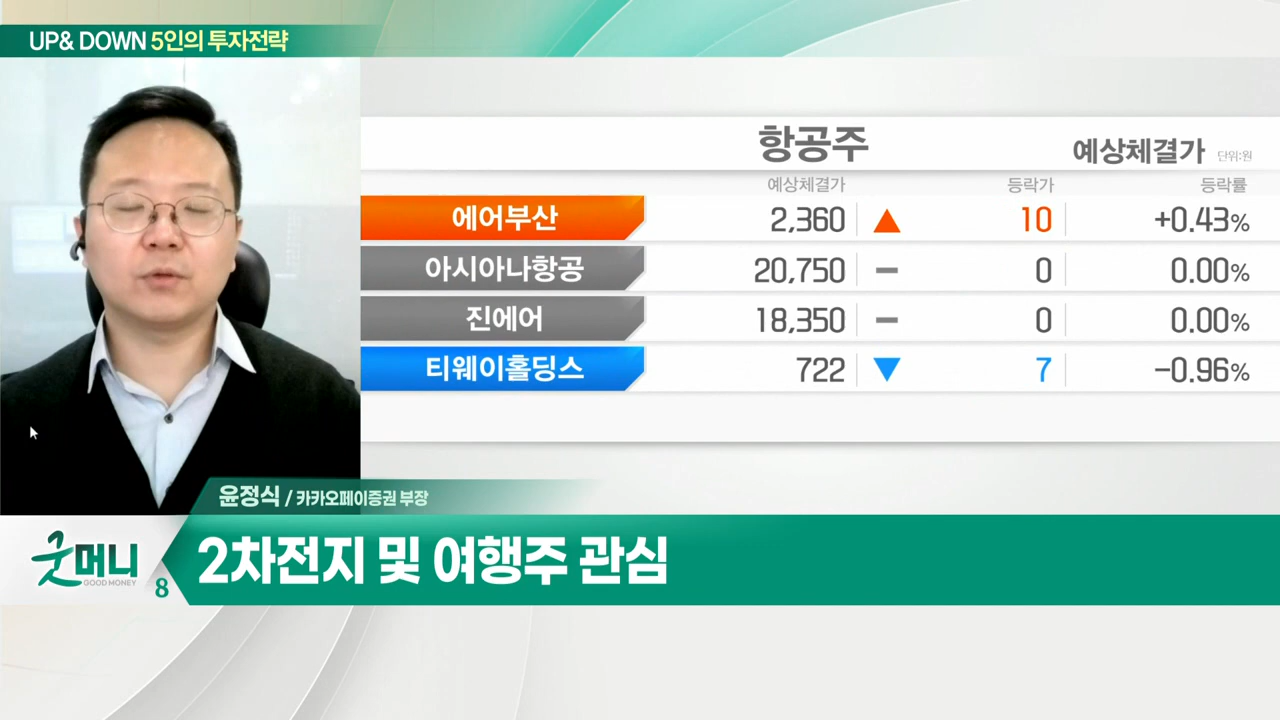 UP& DOWN 5인의 투자전략
항공주
예상체결가 단위:원
예상체결가 등락가 등락률
에어부산 2,360 ▲ 10 +0.43%
아시아나항공 20,750 - 0 0.00%
진에어 18,350 - 0 0.00%
티웨이홀딩스 722 ▼ 7 -0.96%
윤정식 / 카카오페이증권 부장
굿머니
GOOD MONEY
8
2차전지 및 여행주 관심